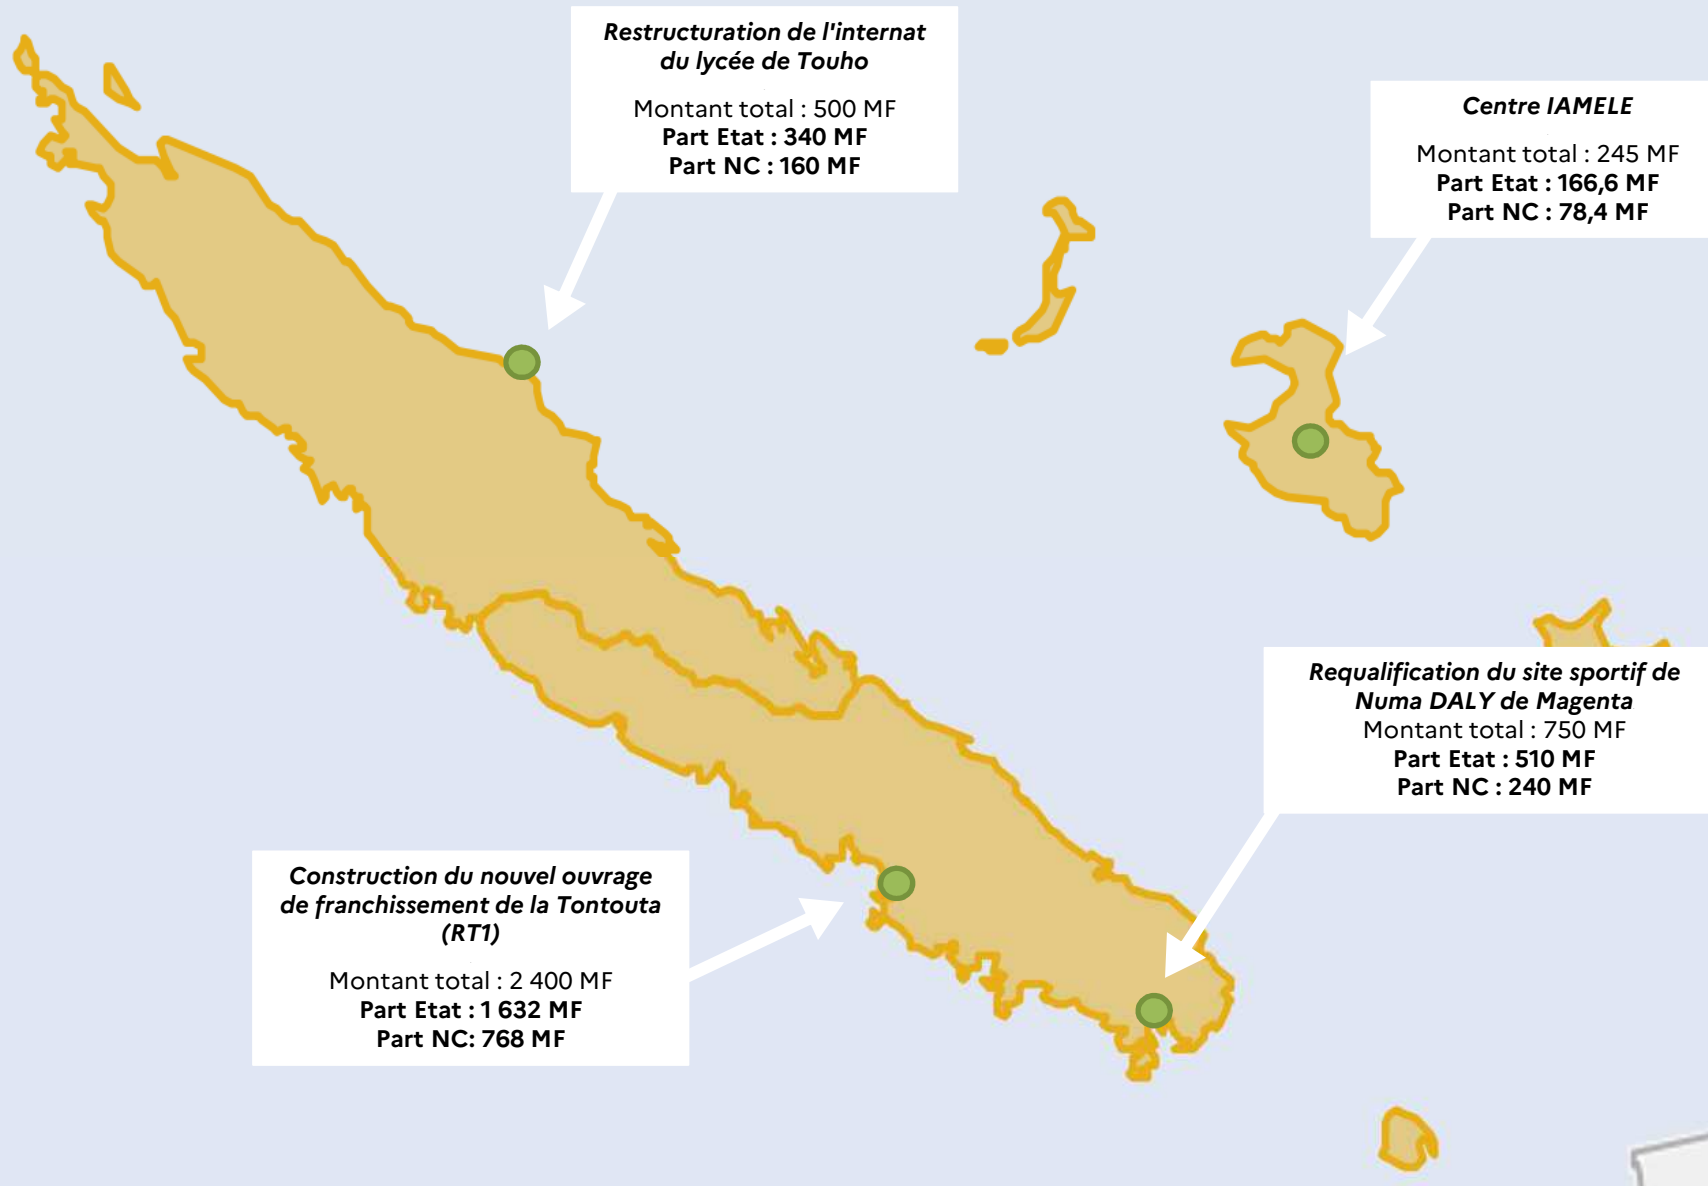 Restructuration de l'internat
du lycée de Touho
Montant total : 500 MF
Part Etat : 340 MF
Part NC : 160 MF
Centre IAMELE
Montant total : 245 MF
Part Etat : 166,6 MF
Part NC : 78,4 MF
Requalification du site sportif de
Numa DALY de Magenta
Montant total : 750 MF
Part Etat : 510 MF
Part NC : 240 MF
Construction du nouvel ouvrage
de franchissement de la Tontouta
(RT1)
Montant total : 2 400 MF
Part Etat : 1 632 MF
Part NC: 768 MF